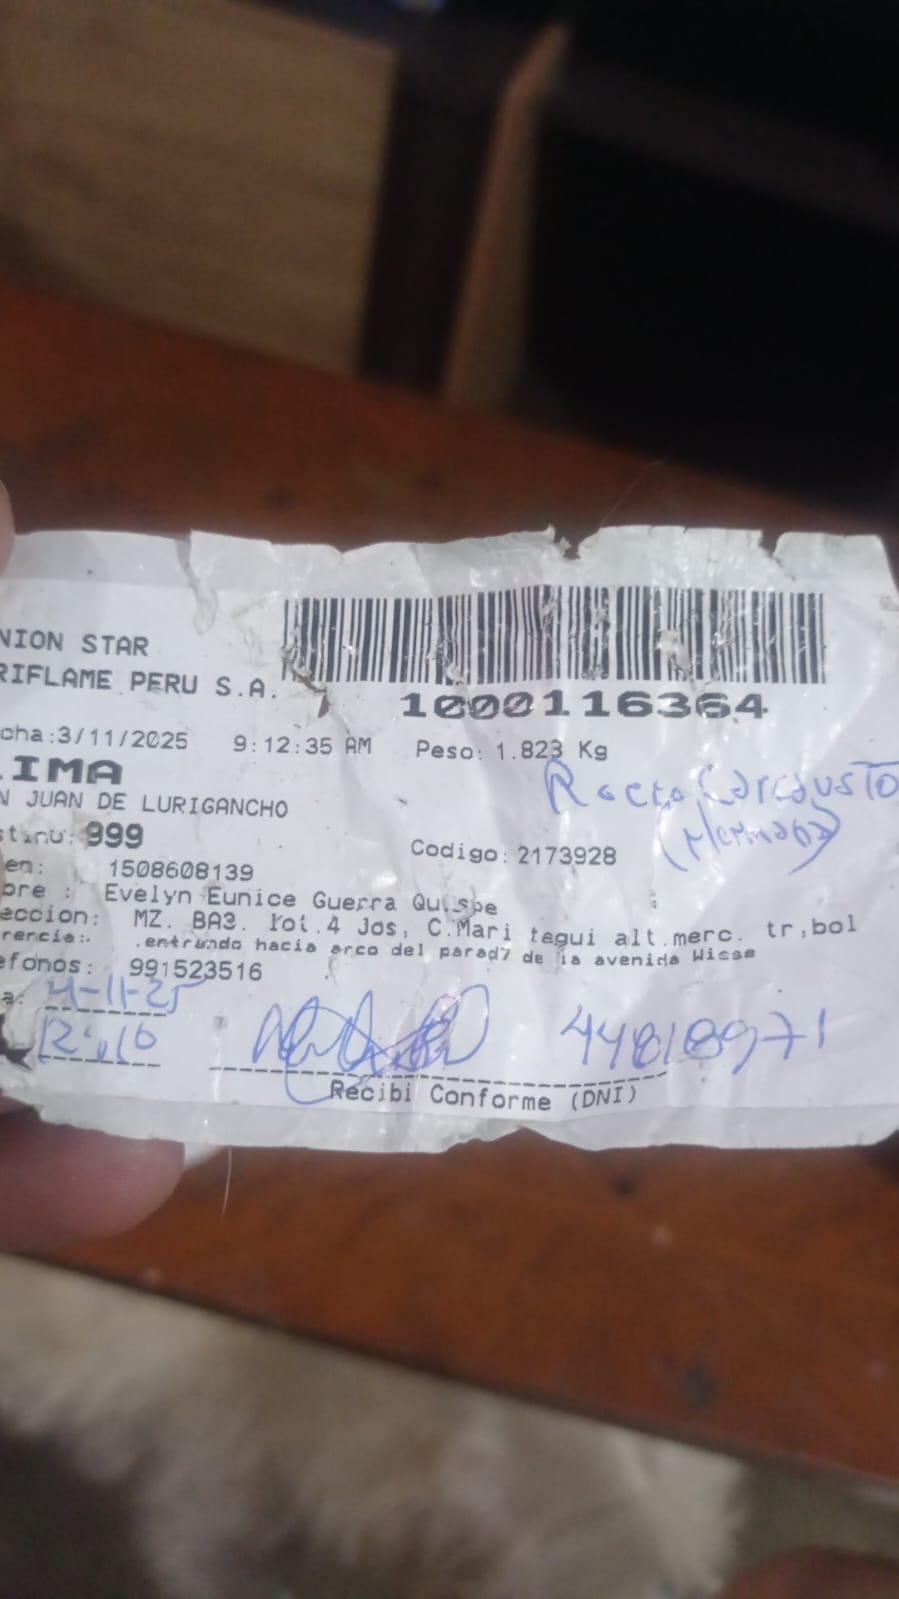 NION STAR
RIFLAME PERU S.A.
1000116364
cha:3/11/2025 9:12:35 AM Peso: 1.823 Kg
IMA
N JUAN DE LURIGANCHO
(Hermana)
999
Codigo: 2173928
en: 1508608139
bre : Evelyn Eunice Guerra Quispe
eccion: MZ. BA3. lot.4 Jos, C.Mari tegui alt.merc. tr,bol
rencia: .entrando hacia arco del parad7 de la avenida Wisse
efonos: 991523516
a: 4-11-25
12:10
44818971
Recibi Conforme (DNI)